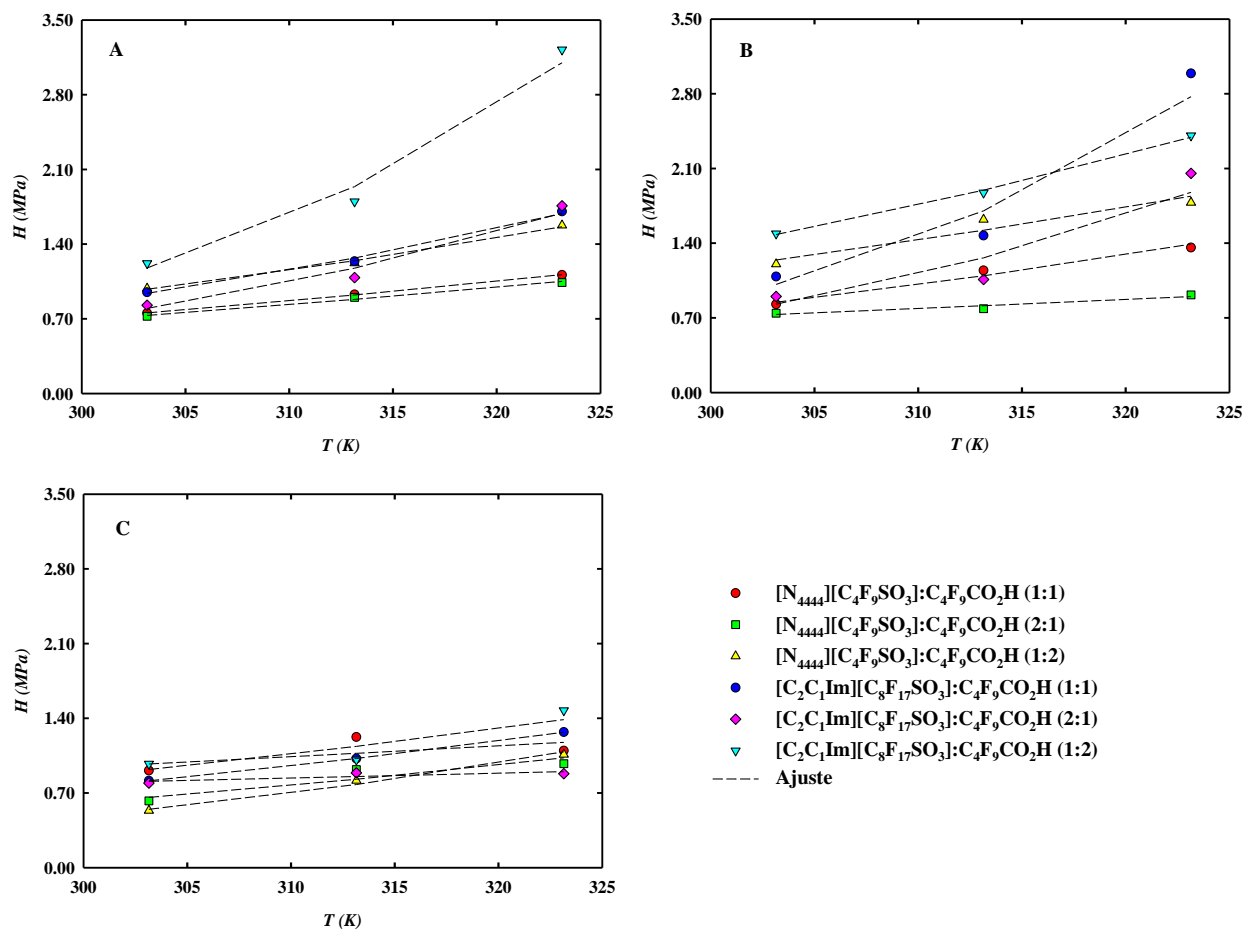 A
3.50
2.80
2.10
1.40
0.70
0.00
H (MPa)
300 305 310 315 320 325
T (K)
B
3.50
2.80
2.10
1.40
0.70
0.00
H (MPa)
300 305 310 315 320 325
T (K)
C
3.50
2.80
2.10
1.40
0.70
0.00
H (MPa)
300 305 310 315 320 325
T (K)
[N₄₄₄₄][C₄F₉SO₃]:C₄F₉CO₂H (1:1)
[N₄₄₄₄][C₄F₉SO₃]:C₄F₉CO₂H (2:1)
[N₄₄₄₄][C₄F₉SO₃]:C₄F₉CO₂H (1:2)
[C₂C₁Im][C₈F₁₇SO₃]:C₄F₉CO₂H (1:1)
[C₂C₁Im][C₈F₁₇SO₃]:C₄F₉CO₂H (2:1)
[C₂C₁Im][C₈F₁₇SO₃]:C₄F₉CO₂H (1:2)
Ajuste